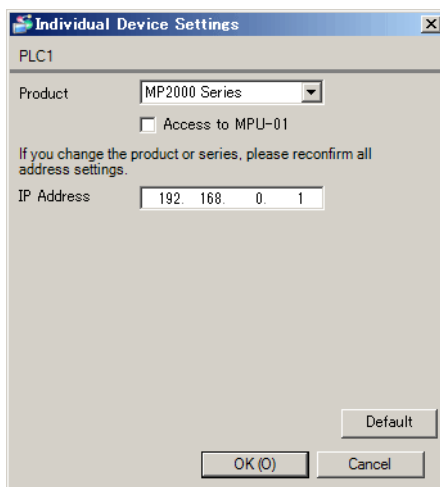 Individual Device Settings
PLC1
Product MP2000 Series
Access to MPU-01
If you change the product or series, please reconfirm all
address settings.
IP Address 192. 168. 0. 1
Default
OK (O) Cancel